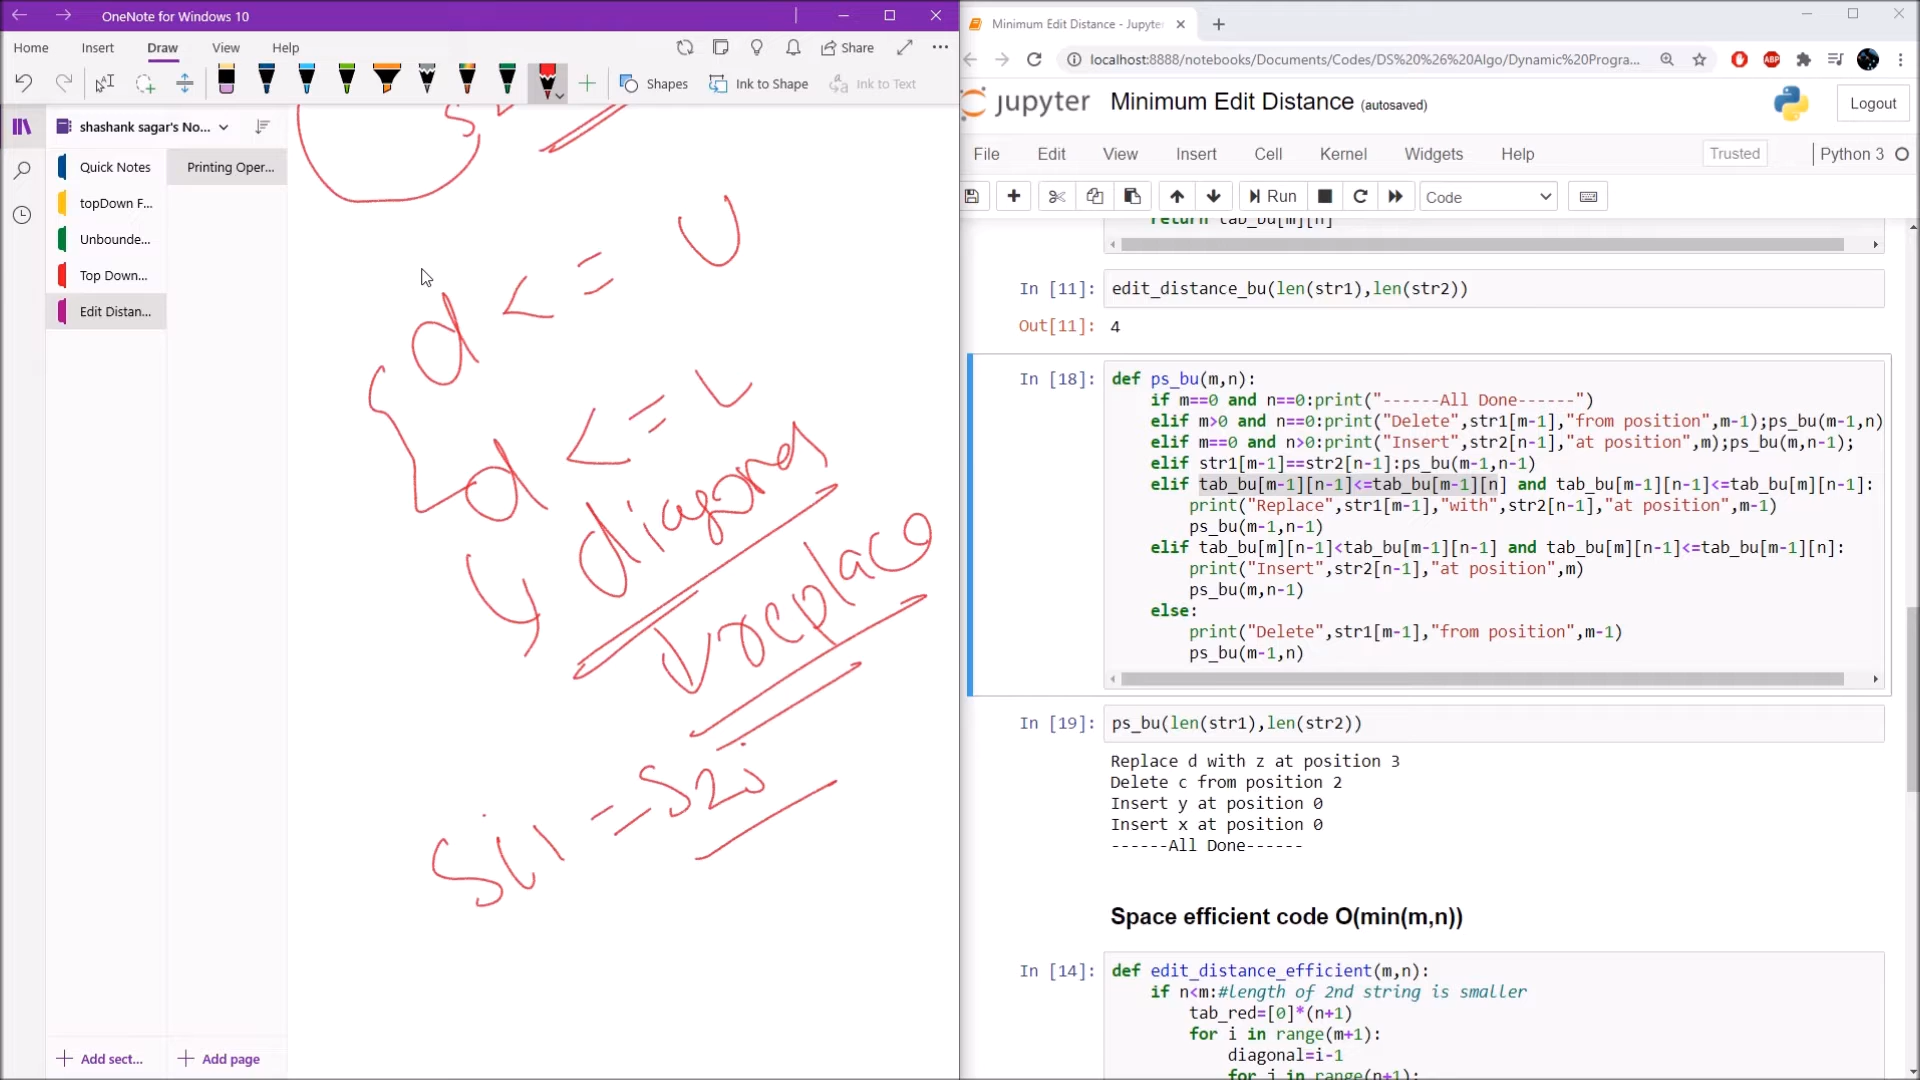 OneNote for Windows 10
Home Insert Draw View Help
Share
Shapes Ink to Shape Ink to Text
shashank sagar's No...
Quick Notes
topDown F...
Unbounde...
Top Down...
Edit Distan...
Printing Oper...
Add sect...
Add page
d <= U
d <= L
diagonal
replace
Minimum Edit Distance - Jupyter
localhost:8888/notebooks/Documents/Codes/DS%20%26%20Algo/Dynamic%20Progra...
ABP
jupyter Minimum Edit Distance (autosaved)
Logout
File Edit View Insert Cell Kernel Widgets Help
Trusted
Python 3
Run
Code
return tab_bu[m][n]
In [11]: edit_distance_bu(len(str1),len(str2))
Out[11]: 4
In [18]: def ps_bu(m,n):
if m==0 and n==0:print("------All Done------")
elif m>0 and n==0:print("Delete",str1[m-1],"from position",m-1);ps_bu(m-1,n)
elif m==0 and n>0:print("Insert",str2[n-1],"at position",m);ps_bu(m,n-1);
elif str1[m-1]==str2[n-1]:ps_bu(m-1,n-1)
elif tab_bu[m-1][n-1]<=tab_bu[m-1][n] and tab_bu[m-1][n-1]<=tab_bu[m][n-1]:
print("Replace",str1[m-1],"with",str2[n-1],"at position",m-1)
ps_bu(m-1,n-1)
elif tab_bu[m][n-1]<tab_bu[m-1][n-1] and tab_bu[m][n-1]<=tab_bu[m-1][n]:
print("Insert",str2[n-1],"at position",m)
ps_bu(m,n-1)
else:
print("Delete",str1[m-1],"from position",m-1)
ps_bu(m-1,n)
In [19]: ps_bu(len(str1),len(str2))
Replace d with z at position 3
Delete c from position 2
Insert y at position 0
Insert x at position 0
------All Done------
Space efficient code O(min(m,n))
In [14]: def edit_distance_efficient(m,n):
if n<m:#length of 2nd string is smaller
tab_red=[0]*(n+1)
for i in range(m+1):
diagonal=i-1
for j in range(n+1):